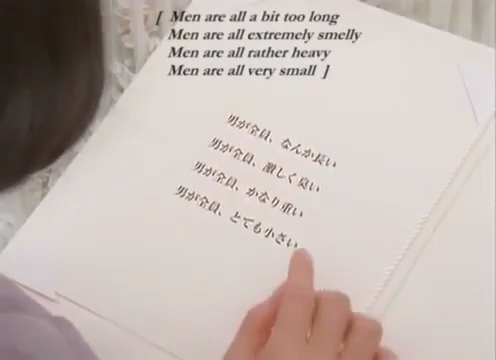 [ Men are all a bit too long
Men are all extremely smelly
Men are all rather heavy
Men are all very small ]
男が全員、なんか長い
男が全員、激しく臭い
男が全員、かなり重い
男が全員、とても小さい